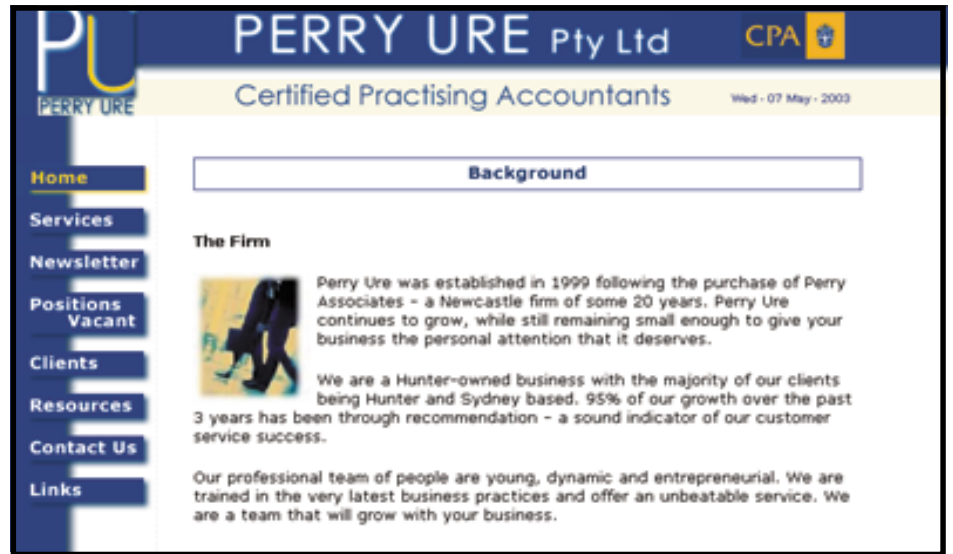 PU
PERRY URE
PERRY URE Pty Ltd
CPA
Certified Practising Accountants
Wed - 07 May - 2003
Home
Services
Newsletter
Positions
Vacant
Clients
Resources
Contact Us
Links
Background
The Firm
Perry Ure was established in 1999 following the purchase of Perry
Associates - a Newcastle firm of some 20 years. Perry Ure
continues to grow, while still remaining small enough to give your
business the personal attention that it deserves.
We are a Hunter-owned business with the majority of our clients
being Hunter and Sydney based. 95% of our growth over the past
3 years has been through recommendation - a sound indicator of our customer
service success.
Our professional team of people are young, dynamic and entrepreneurial. We are
trained in the very latest business practices and offer an unbeatable service. We
are a team that will grow with your business.